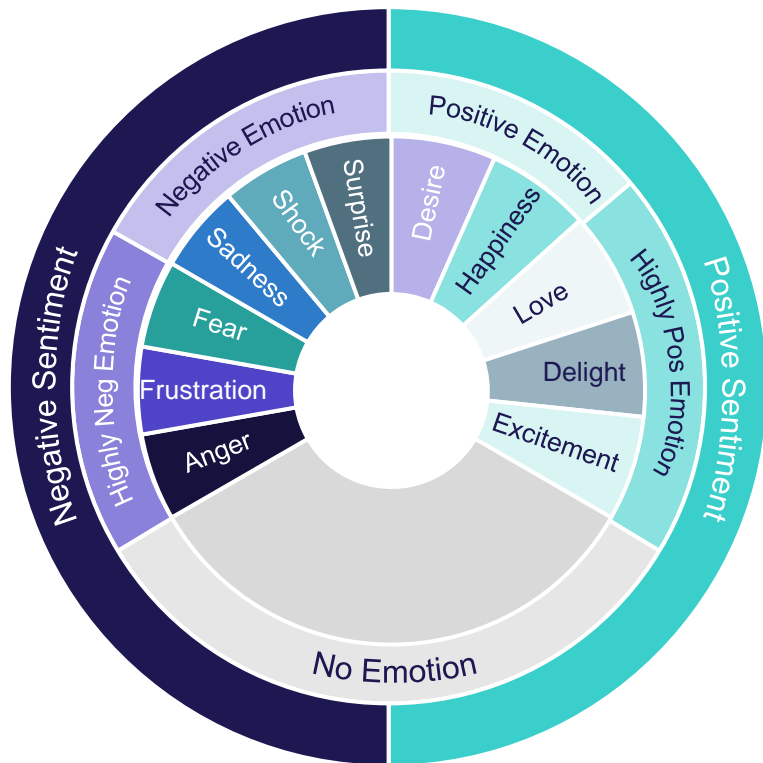 Negative Sentiment
Positive Sentiment
Negative Emotion
Positive Emotion
Highly Neg Emotion
Highly Pos Emotion
No Emotion
Anger
Frustration
Fear
Sadness
Shock
Surprise
Desire
Happiness
Love
Delight
Excitement